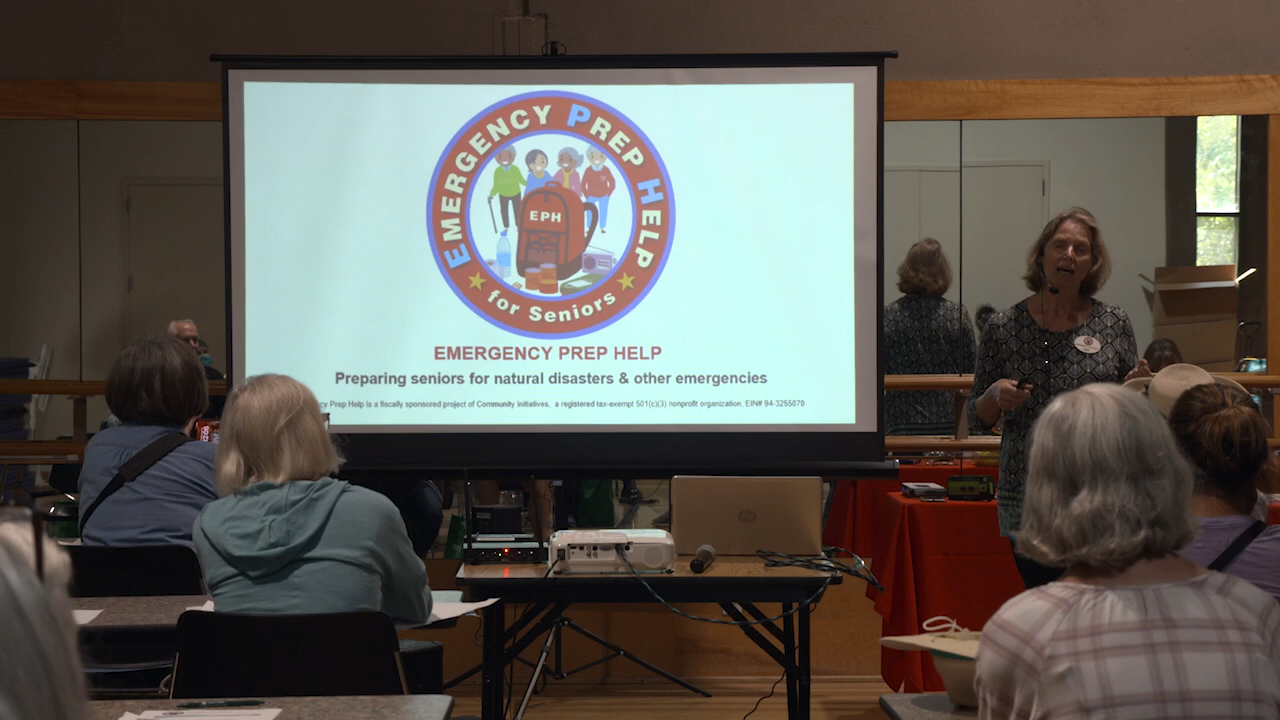 EMERGENCY PREP HELP
for Seniors
EPH
EMERGENCY PREP HELP
Preparing seniors for natural disasters & other emergencies
Prep Help is a fiscally sponsored project of Community Initiatives, a registered tax-exempt 501(c)(3) nonprofit organization, EIN# 94-3255070
hp